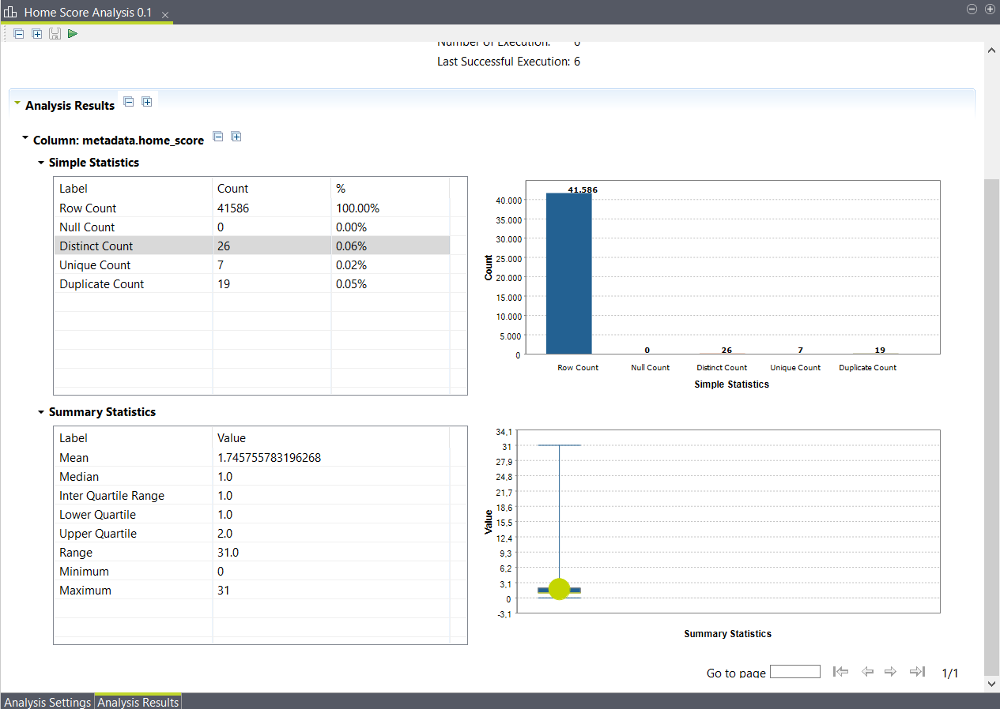 Home Score Analysis 0.1
Number of Execution: 6
Last Successful Execution: 6
Analysis Results
Column: metadata.home_score
Simple Statistics
Label Count %
Row Count 41586 100.00%
Null Count 0 0.00%
Distinct Count 26 0.06%
Unique Count 7 0.02%
Duplicate Count 19 0.05%
41.586
40.000
35.000
30.000
25.000
20.000
15.000
10.000
5.000
0
Count
0 26 7 19
Row Count Null Count Distinct Count Unique Count Duplicate Count
Simple Statistics
Summary Statistics
Label Value
Mean 1.745755783196268
Median 1.0
Inter Quartile Range 1.0
Lower Quartile 1.0
Upper Quartile 2.0
Range 31.0
Minimum 0
Maximum 31
34,1
31
27,9
24,8
21,7
18,6
15,5
12,4
9,3
6,2
3,1
0
-3,1
Value
Summary Statistics
Go to page 1/1
Analysis Settings Analysis Results